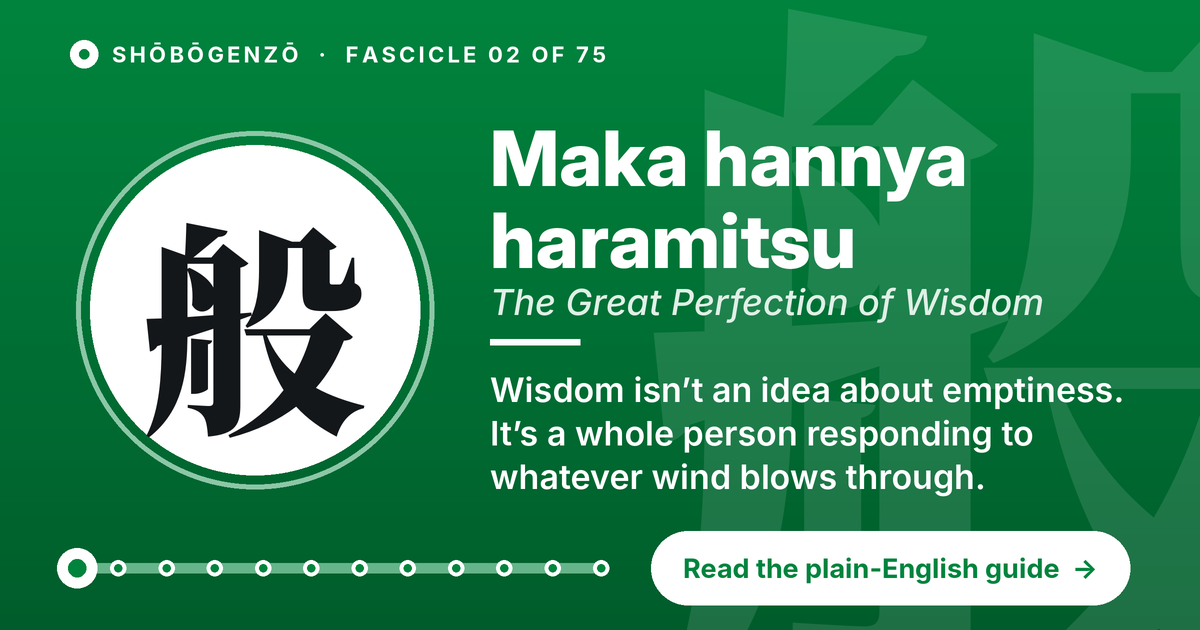 SHŌBŌGENZŌ · FASCICLE 02 OF 75
般
Maka hannya
haramitsu
The Great Perfection of Wisdom
Wisdom isn’t an idea about emptiness.
It’s a whole person responding to
whatever wind blows through.
Read the plain-English guide →